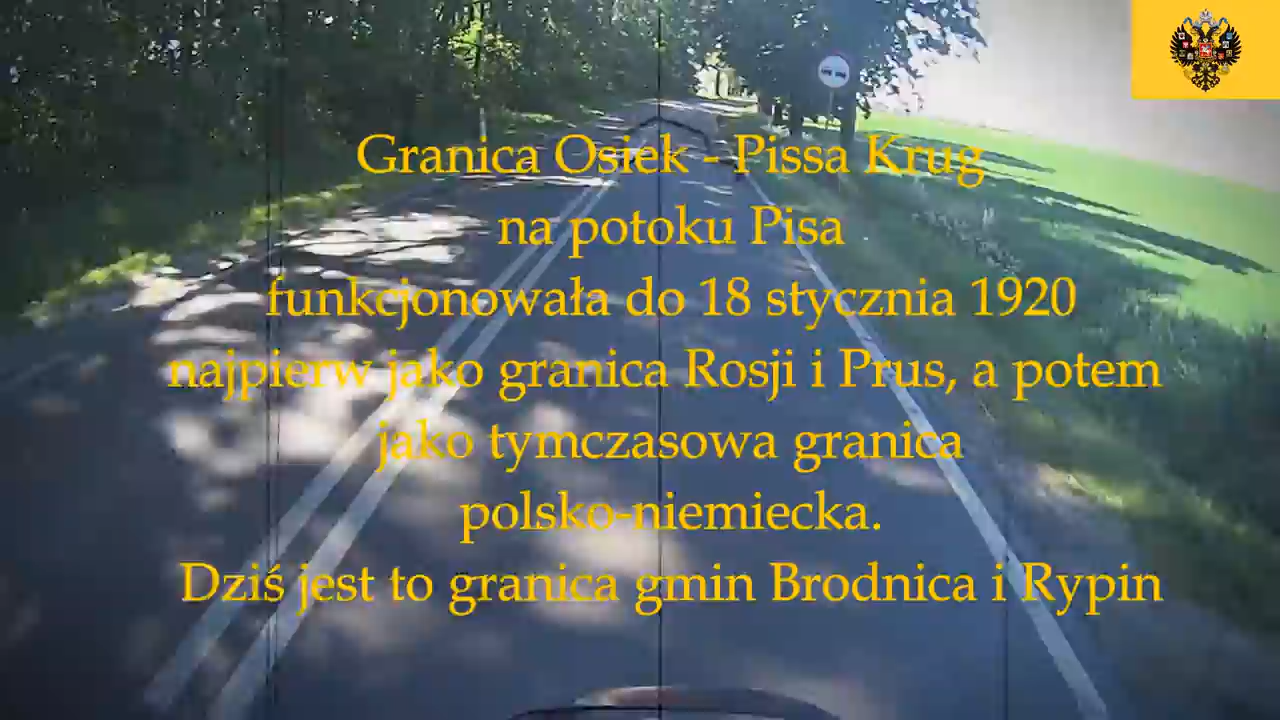 Granica Osiek - Pissa Krug
na potoku Pisa
funkcjonowała do 18 stycznia 1920
najpierw jako granica Rosji i Prus, a potem
jako tymczasowa granica
polsko-niemiecka.
Dziś jest to granica gmin Brodnica i Rypin